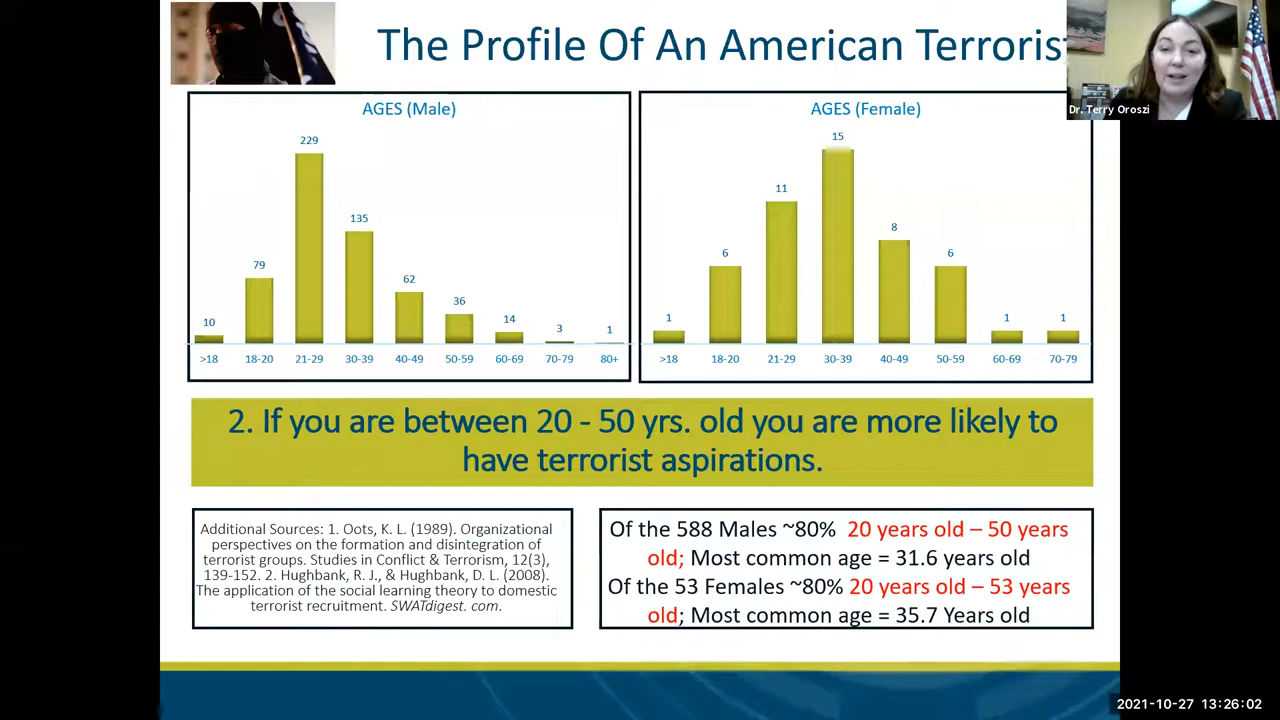 The Profile Of An American Terroris
Dr. Terry Oroszi
AGES (Male)
229
135
79
62
36
14
10
3
1
>18 18-20 21-29 30-39 40-49 50-59 60-69 70-79 80+
AGES (Female)
15
11
8
6
6
1
1
1
>18 18-20 21-29 30-39 40-49 50-59 60-69 70-79
2. If you are between 20 - 50 yrs. old you are more likely to
have terrorist aspirations.
Additional Sources: 1. Oots, K. L. (1989). Organizational
perspectives on the formation and disintegration of
terrorist groups. Studies in Conflict & Terrorism, 12(3),
139-152. 2. Hughbank, R. J., & Hughbank, D. L. (2008).
The application of the social learning theory to domestic
terrorist recruitment. SWATdigest. com.
Of the 588 Males ~80% 20 years old – 50 years
old; Most common age = 31.6 years old
Of the 53 Females ~80% 20 years old – 53 years
old; Most common age = 35.7 Years old
2021-10-27 13:26:02